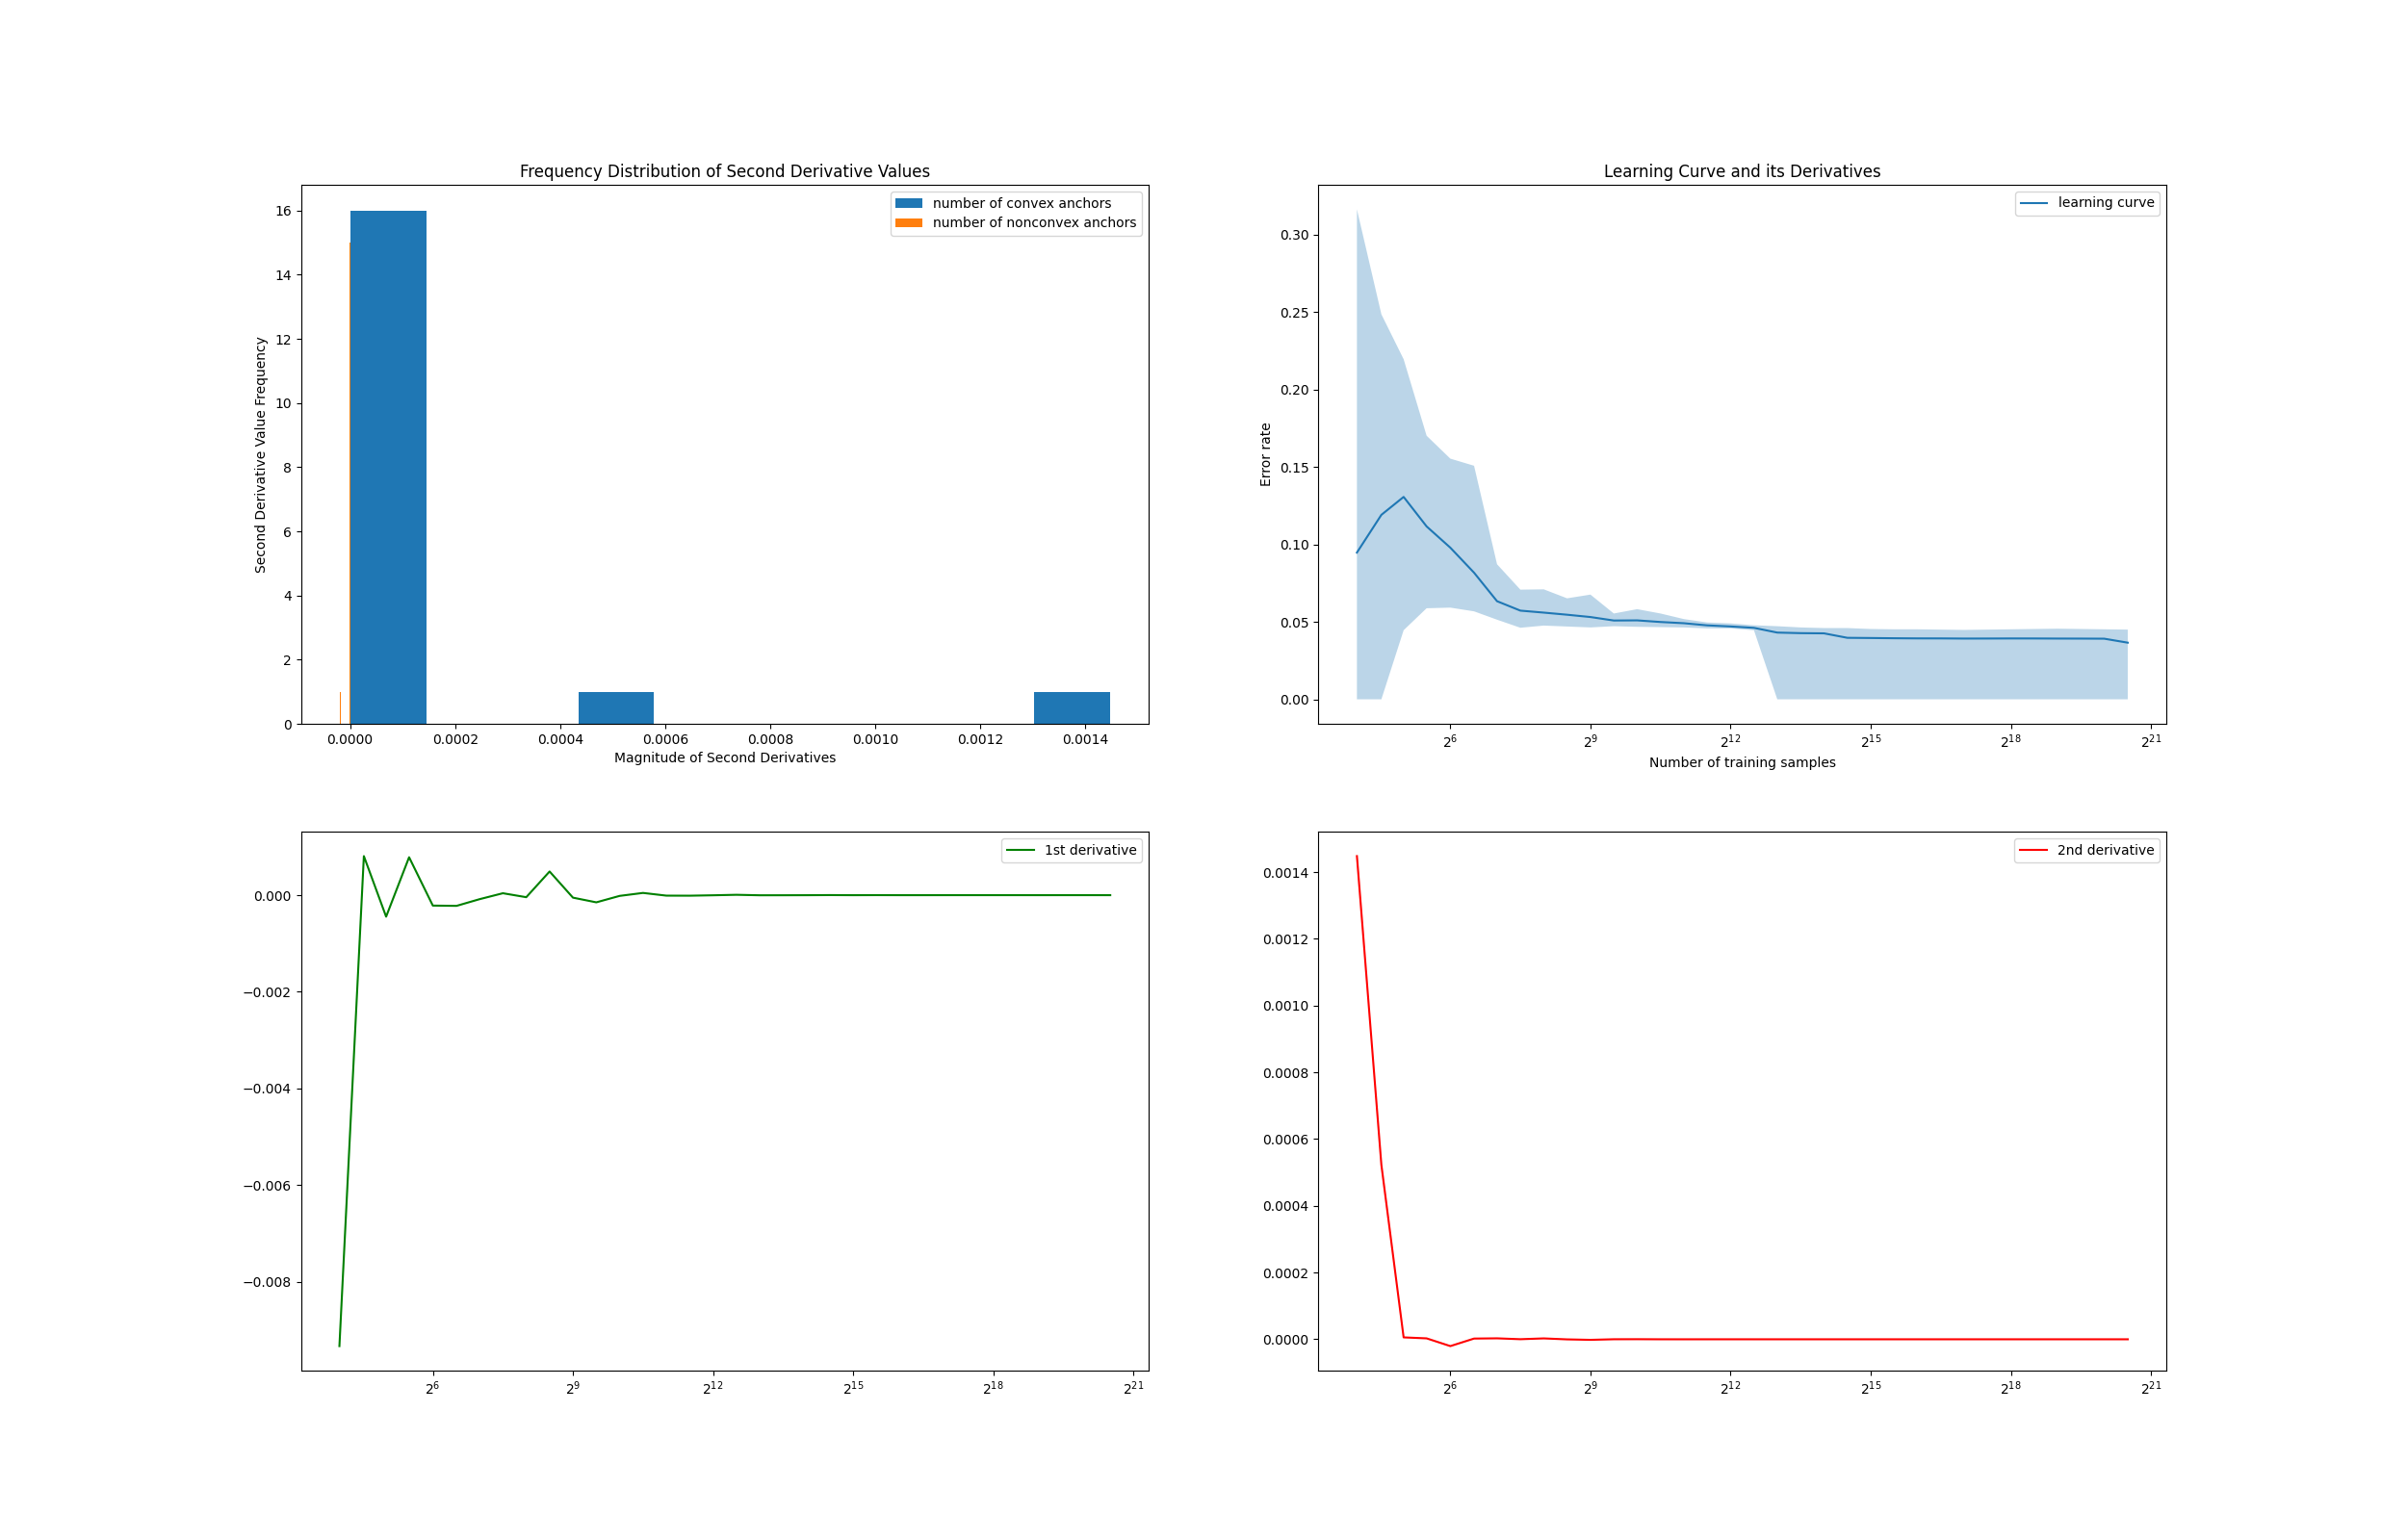 Frequency Distribution of Second Derivative Values
number of convex anchors
number of nonconvex anchors
16
14
12
10
8
6
4
2
0
Second Derivative Value Frequency
0.0000 0.0002 0.0004 0.0006 0.0008 0.0010 0.0012 0.0014
Magnitude of Second Derivatives
Learning Curve and its Derivatives
learning curve
0.30
0.25
0.20
0.15
0.10
0.05
0.00
Error rate
2^6 2^9 2^12 2^15 2^18 2^21
Number of training samples
1st derivative
0.000
−0.002
−0.004
−0.006
−0.008
2^6 2^9 2^12 2^15 2^18 2^21
2nd derivative
0.0014
0.0012
0.0010
0.0008
0.0006
0.0004
0.0002
0.0000
2^6 2^9 2^12 2^15 2^18 2^21